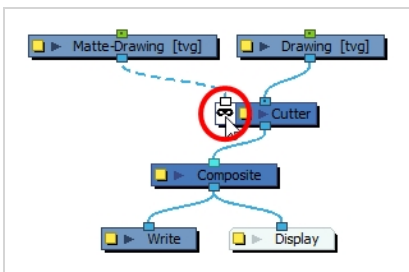 Matte-Drawing [tvg]
Drawing [tvg]
Cutter
Composite
Write
Display